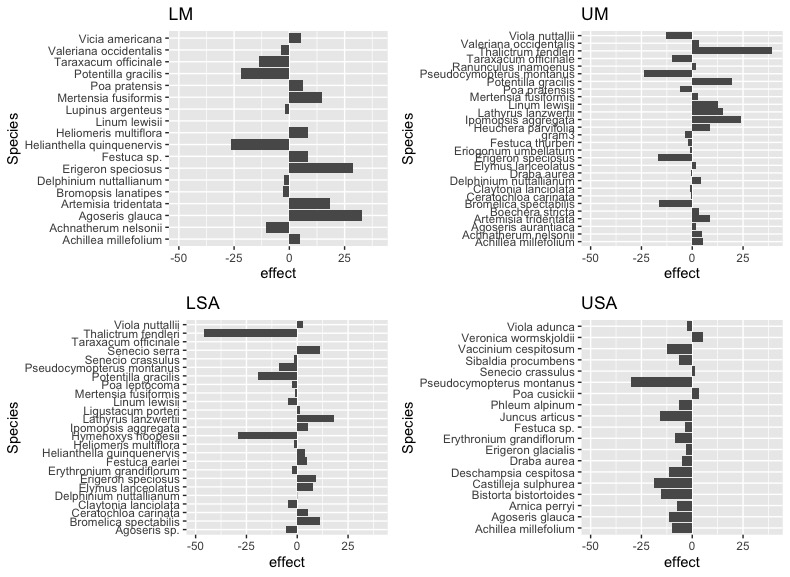 LM
Species
Vicia americana
Valeriana occidentalis
Taraxacum officinale
Potentilla gracilis
Poa pratensis
Mertensia fusiformis
Lupinus argenteus
Linum lewisii
Heliomeris multiflora
Helianthella quinquenervis
Festuca sp.
Erigeron speciosus
Delphinium nuttallianum
Bromopsis lanatipes
Artemisia tridentata
Agoseris glauca
Achnatherum nelsonii
Achillea millefolium
-50 -25 0 25
effect
UM
Species
Viola nuttallii
Valeriana occidentalis
Thalictrum fendleri
Taraxacum officinale
Ranunculus inamoenus
Pseudocymopterus montanus
Potentilla gracilis
Poa pratensis
Mertensia fusiformis
Linum lewisii
Lathyrus lanzwertii
Ipomopsis aggregata
Heuchera parvifolia
gram3
Festuca thurberi
Eriogonum umbellatum
Erigeron speciosus
Elymus lanceolatus
Draba aurea
Delphinium nuttallianum
Claytonia lanciolata
Ceratochloa carinata
Bromelica spectabilis
Boechera stricta
Artemisia tridentata
Agoseris aurantiaca
Achnatherum nelsonii
Achillea millefolium
-50 -25 0 25
effect
LSA
Species
Viola nuttallii
Thalictrum fendleri
Taraxacum officinale
Senecio serra
Senecio crassulus
Pseudocymopterus montanus
Potentilla gracilis
Poa leptocoma
Mertensia fusiformis
Linum lewisii
Ligusticum porteri
Lathyrus lanzwertii
Ipomopsis aggregata
Hymenoxys hoopesii
Heliomeris multiflora
Helianthella quinquenervis
Festuca earlei
Erythronium grandiflorum
Erigeron speciosus
Elymus lanceolatus
Delphinium nuttallianum
Claytonia lanciolata
Ceratochloa carinata
Bromelica spectabilis
Agoseris sp.
-50 -25 0 25
effect
USA
Species
Viola adunca
Veronica wormskjoldii
Vaccinium cespitosum
Sibaldia procumbens
Senecio crassulus
Pseudocymopterus montanus
Poa cusickii
Phleum alpinum
Juncus articus
Festuca sp.
Erythronium grandiflorum
Erigeron glacialis
Draba aurea
Deschampsia cespitosa
Castilleja sulphurea
Bistorta bistortoides
Arnica perryi
Agoseris glauca
Achillea millefolium
-50 -25 0 25
effect